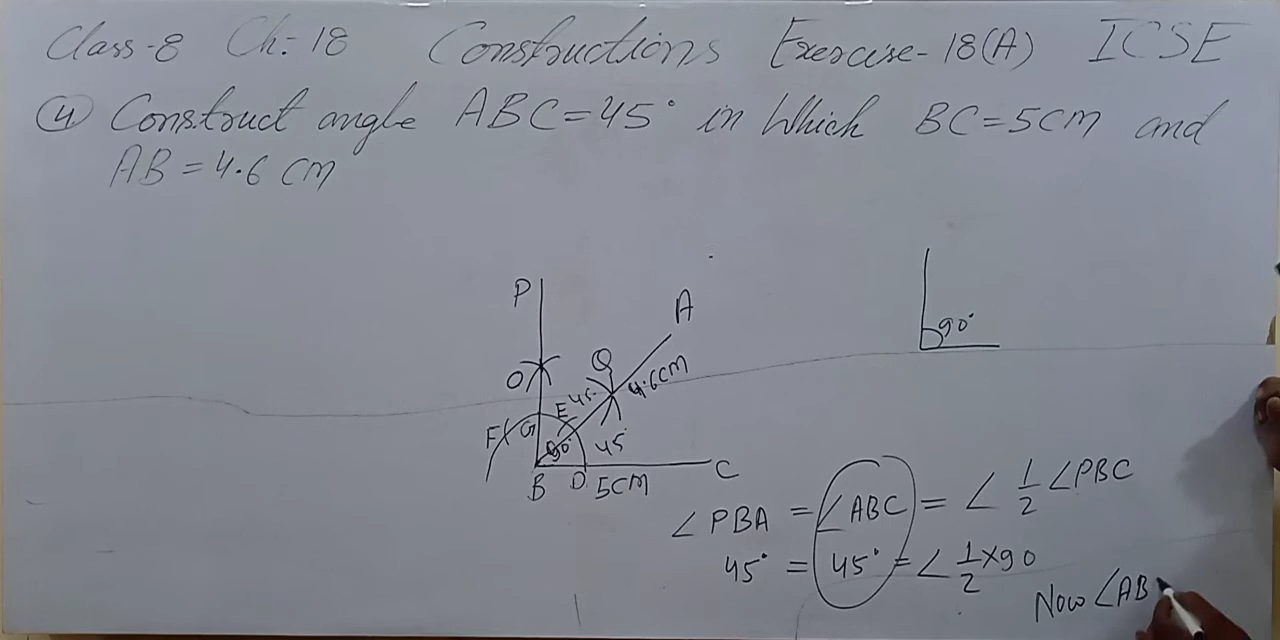 Class-8 Ch:-18 Constructions Exercise-18(A) ICSE
(4) Construct angle ABC=45° in Which BC=5CM and
AB=4.6 CM
P
A
90°
O
Q
4.6CM
E
45°
F
G
90°
45°
B
D
5CM
C
∠PBA = ∠ABC = ∠ 1/2 ∠PBC
45° = 45° = ∠ 1/2 × 90
Now ∠AB